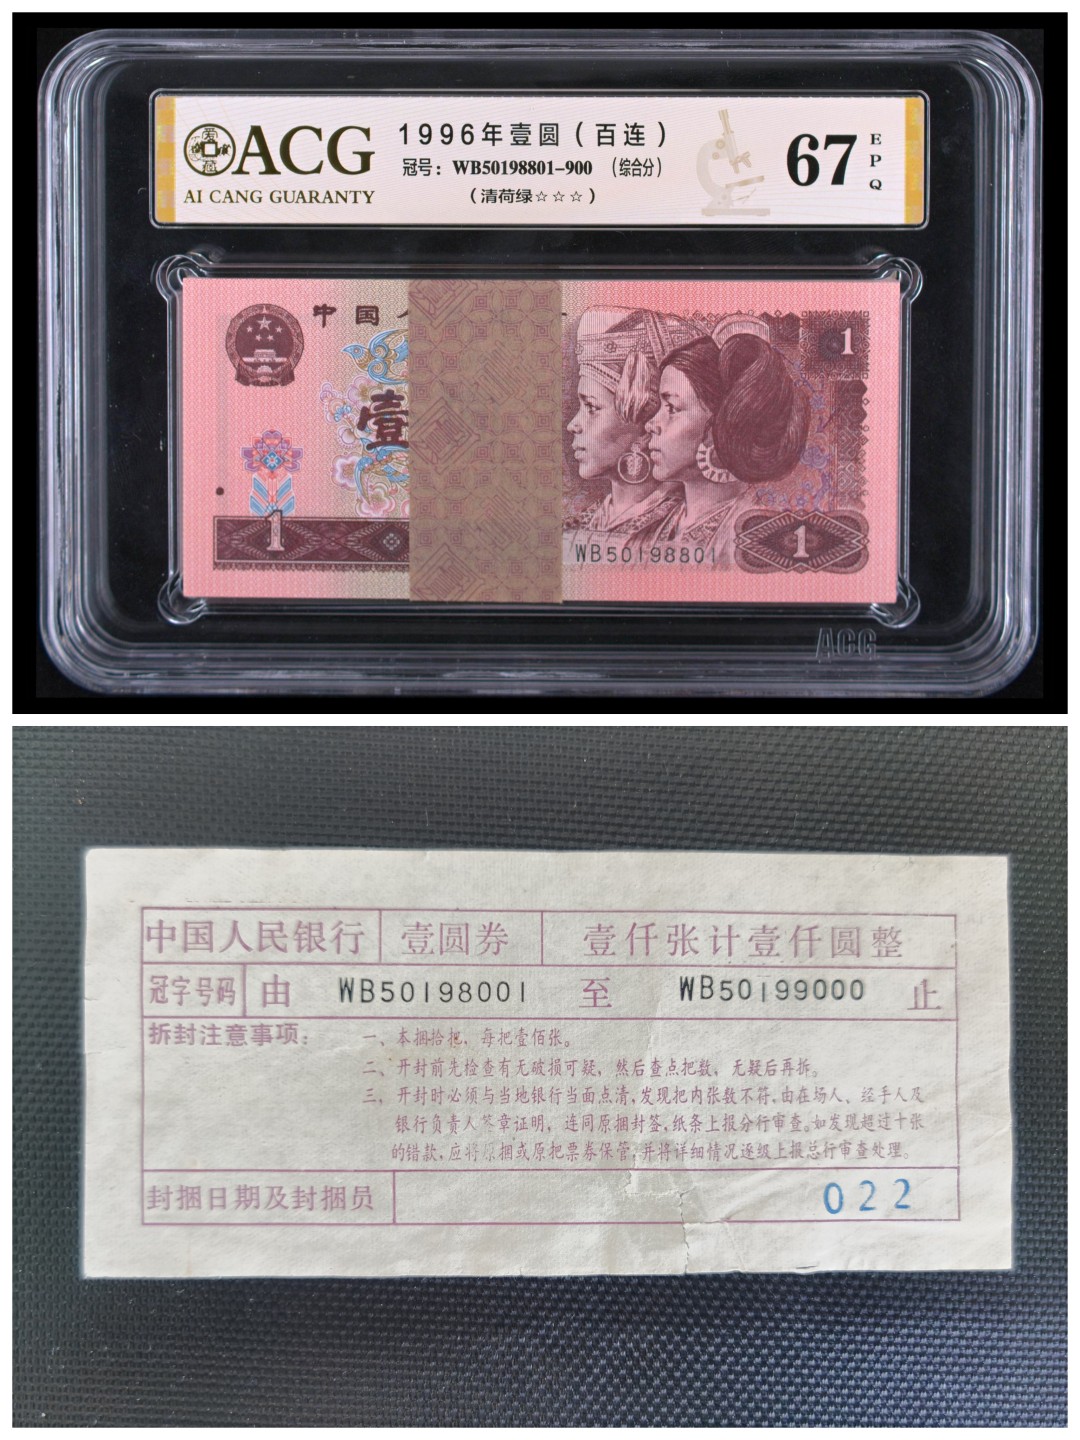 ACG
AI CANG GUARANTY
1996年壹圆（百连）
冠号：WB50198801-900 （综合分）
（清荷绿☆☆☆）
67
EPQ
中国人
壹
1
1
1
WB50198801
ACG
中国人民银行 壹圆券 壹仟张计壹仟圆整
冠字号码 由 WB50198001 至 WB50199000 止
拆封注意事项：
一、本捆拾把，每把壹佰张。
二、开封前先检查有无破损可疑，然后查点把数，无疑后再拆。
三、开封时必须与当地银行当面点清，发现把内张数不符，由在场人、经手人及
银行负责人签章证明，连同原捆封签，纸条上报分行审查。如发现超过十张
的错款，应将原捆或原把票券保管，并将详细情况逐级上报总行审查处理。
封捆日期及封捆员 022